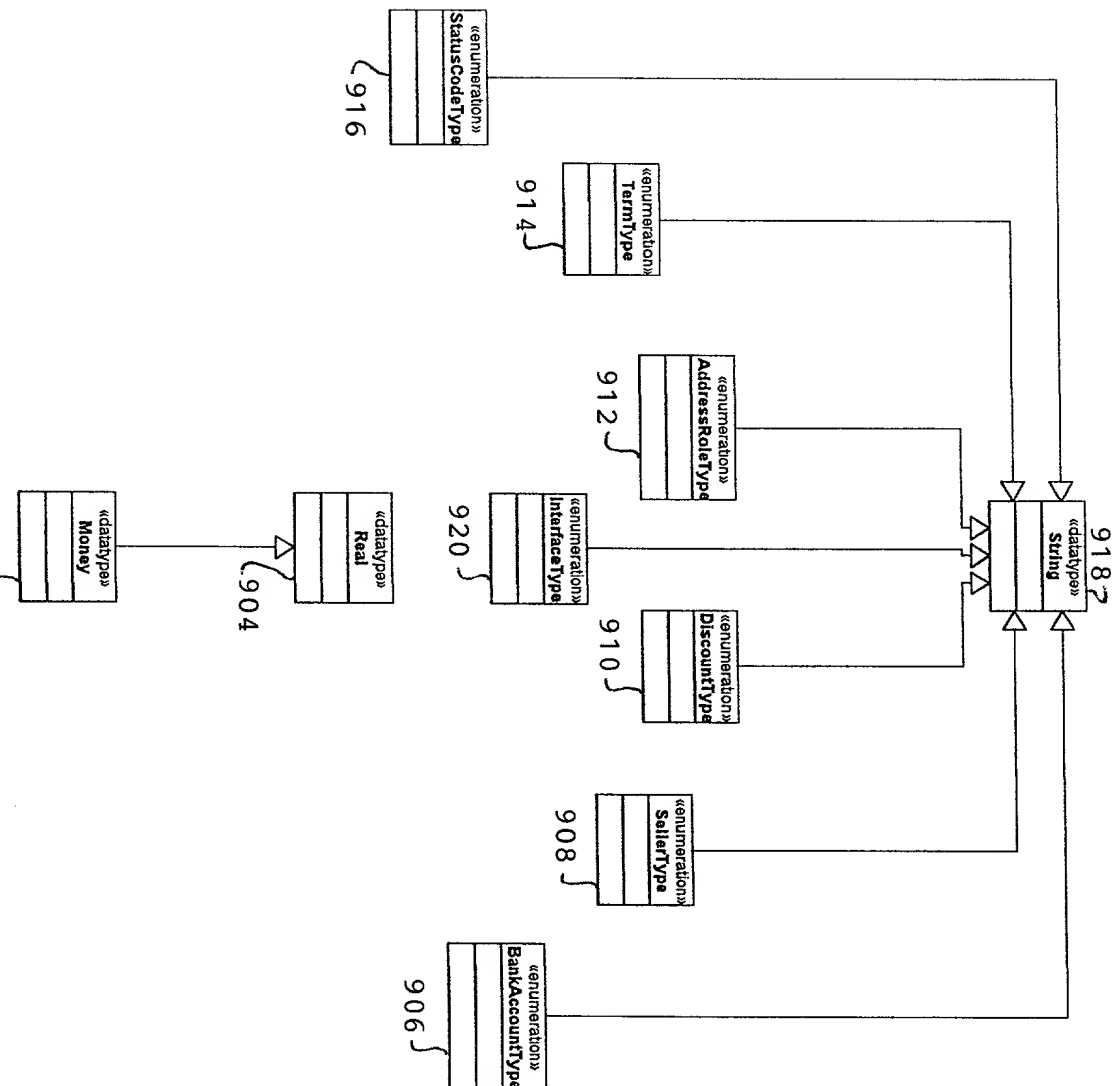 918
«datatype»
String
«enumeration»
AddressRoleType
912
«enumeration»
DiscountType
910
«enumeration»
SellerType
908
«enumeration»
TermType
914
«enumeration»
InterfaceType
920
«enumeration»
BankAccountType
906
«enumeration»
StatusCodeType
916
«datatype»
Real
904
«datatype»
Money